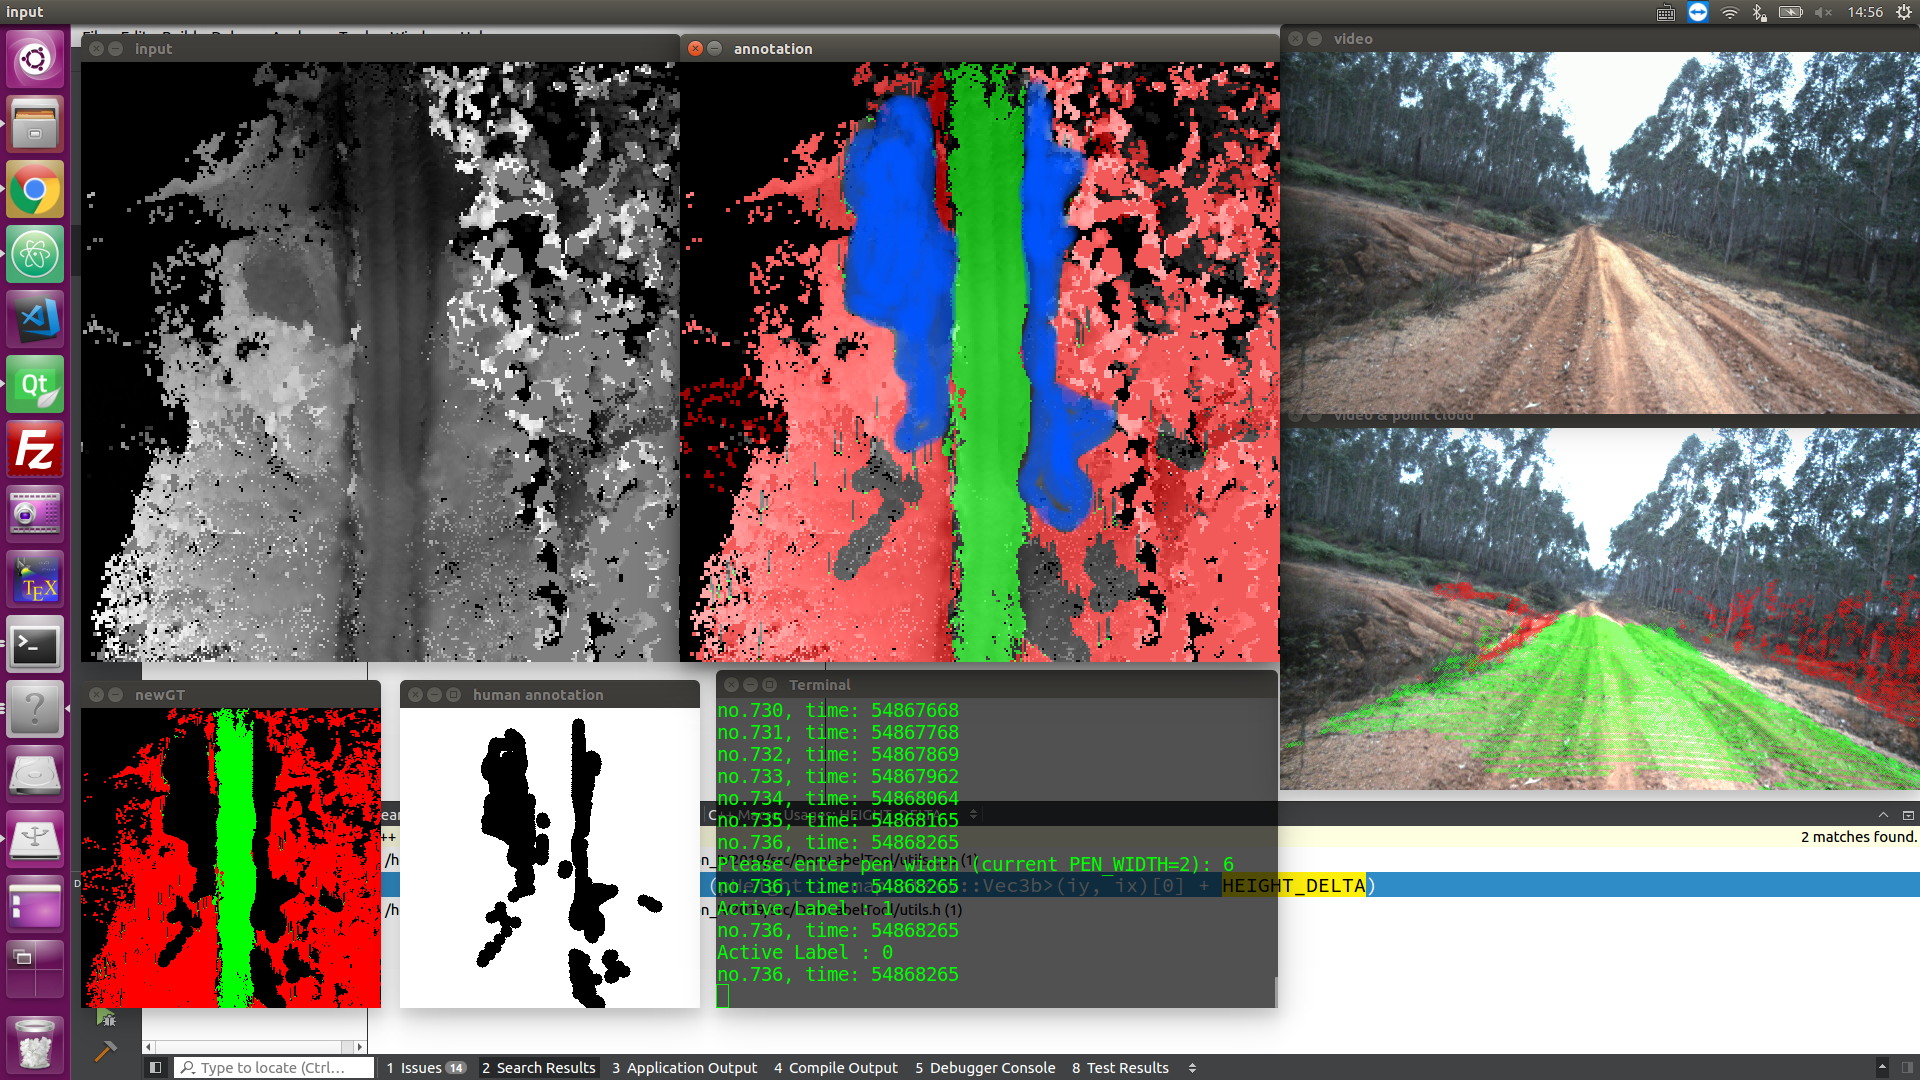 input
14:56
input
annotation
video
video & point cloud
newGT
human annotation
Terminal
no.730, time: 54867668
no.731, time: 54867768
no.732, time: 54867869
no.733, time: 54867962
no.734, time: 54868064
no.735, time: 54868165
no.736, time: 54868265
Please enter pen width (current PEN_WIDTH=2): 6
no.736, time: 54868265
Active Label : 1
no.736, time: 54868265
Active Label : 0
no.736, time: 54868265
2 matches found.
::Vec3b>(iy, ix)[0] + HEIGHT_DELTA)
utils.h (1)
Qt
FZ
TEX
Type to locate (Ctrl...
1 Issues 14
2 Search Results
3 Application Output
4 Compile Output
5 Debugger Console
8 Test Results